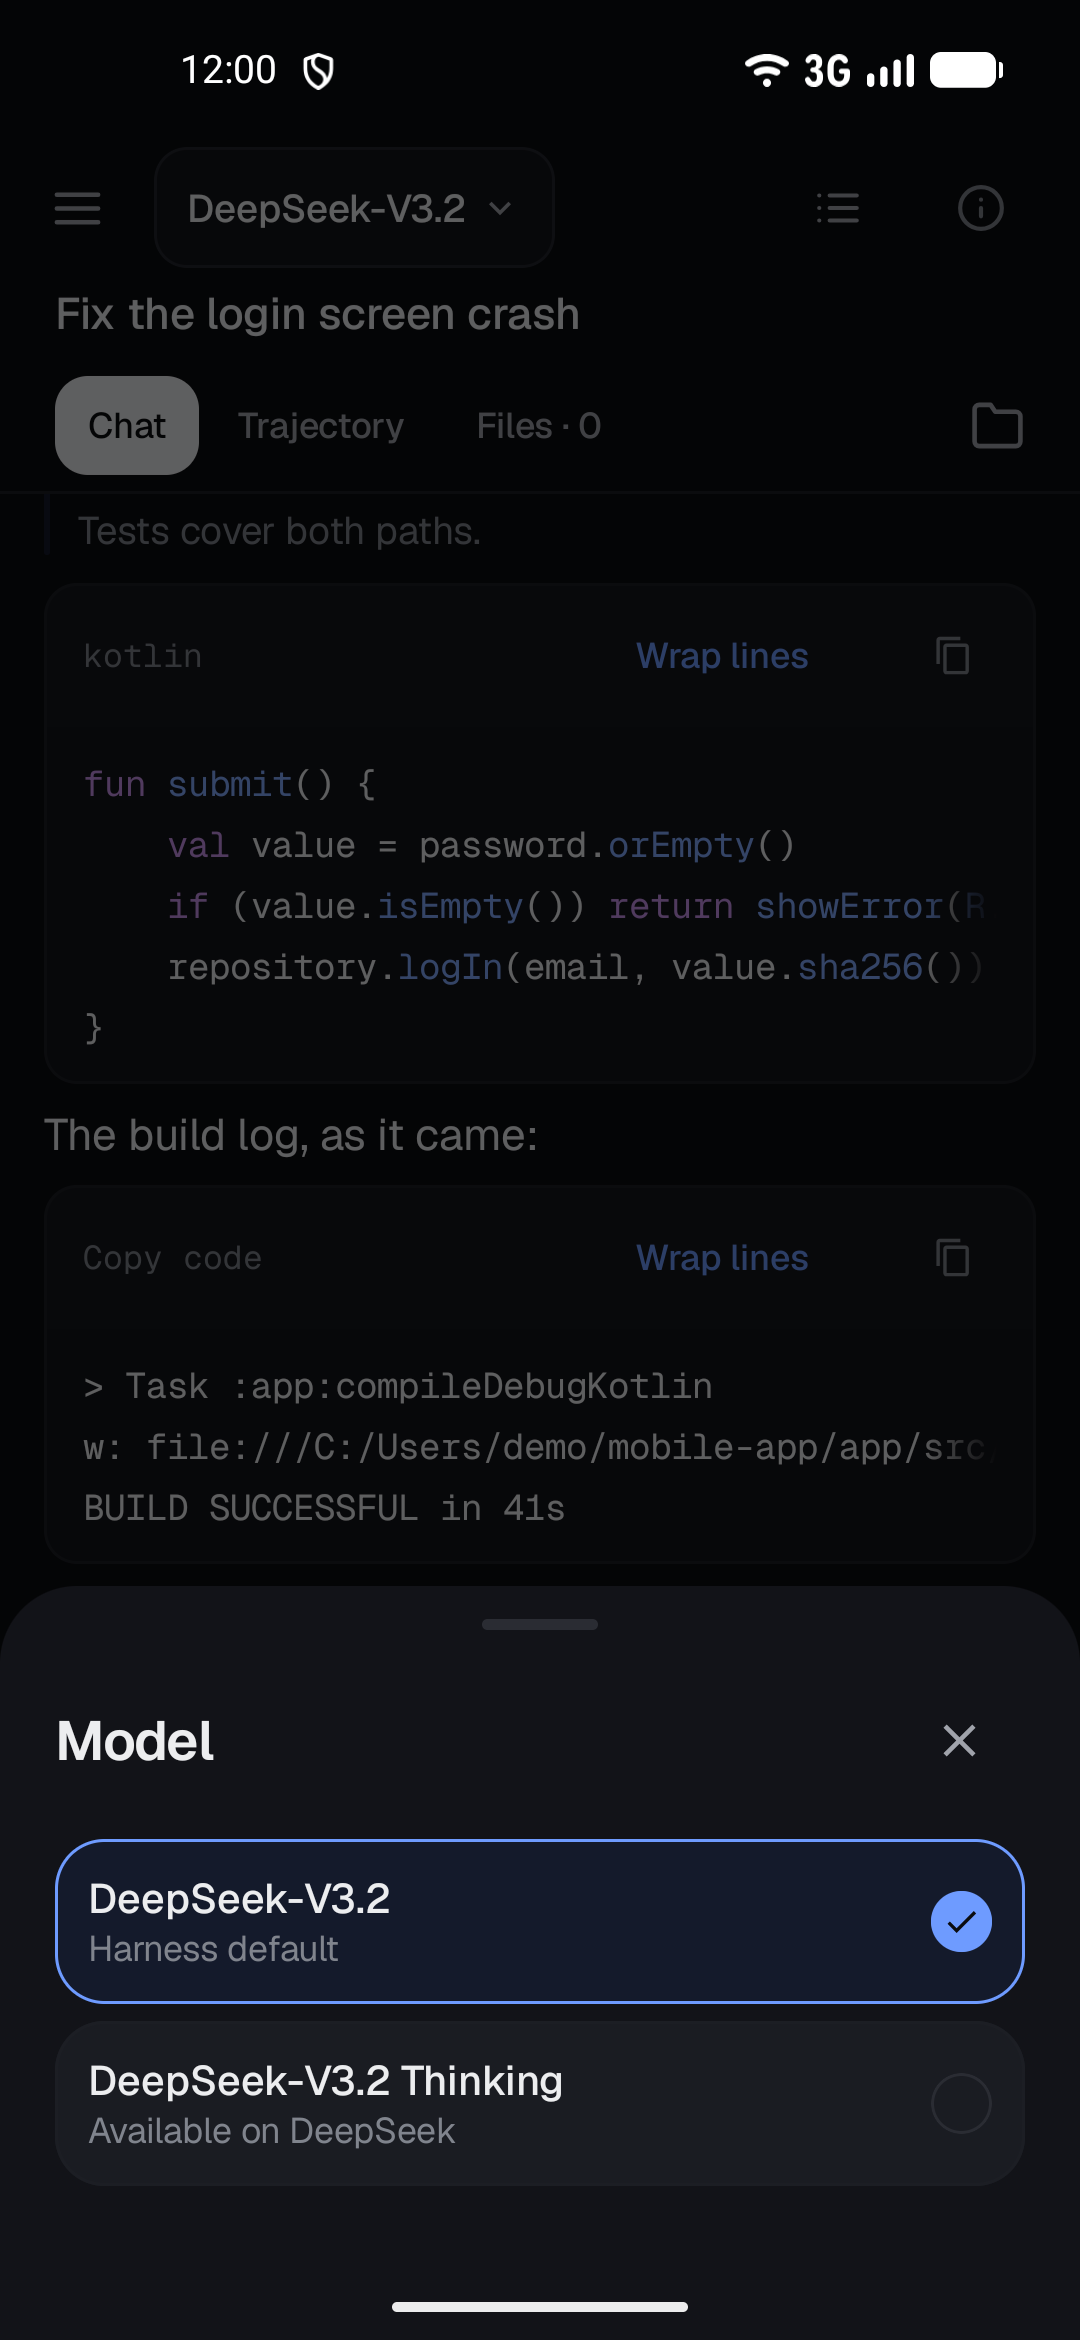 12:00
3G
DeepSeek-V3.2
Fix the login screen crash
Chat
Trajectory
Files · 0
Tests cover both paths.
kotlin
Wrap lines
fun submit() {
    val value = password.orEmpty()
    if (value.isEmpty()) return showError(R
    repository.logIn(email, value.sha256())
}
The build log, as it came:
Copy code
Wrap lines
> Task :app:compileDebugKotlin
w: file:///C:/Users/demo/mobile-app/app/src
BUILD SUCCESSFUL in 41s
Model
DeepSeek-V3.2
Harness default
DeepSeek-V3.2 Thinking
Available on DeepSeek